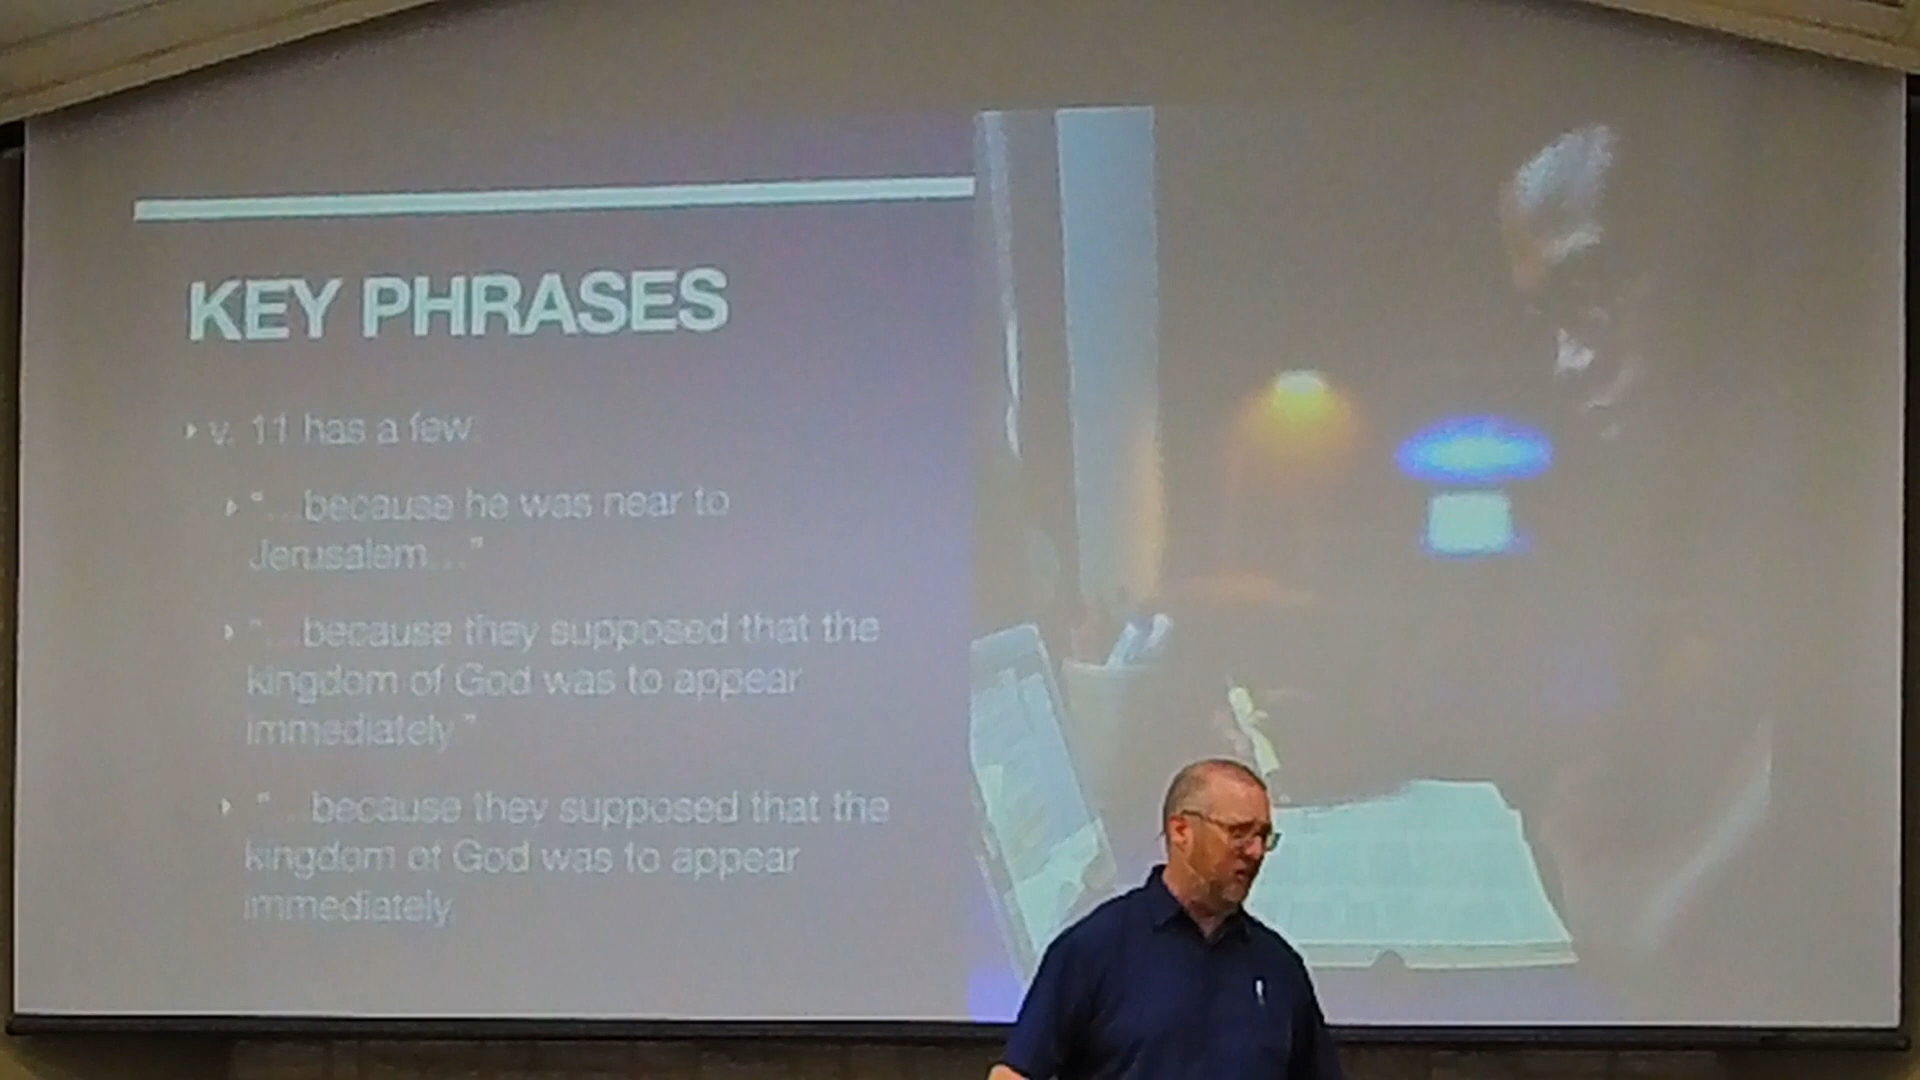 KEY PHRASES
v. 11 has a few:
"...because he was near to
Jerusalem..."
"...because they supposed that the
kingdom of God was to appear
immediately."
"...because they supposed that the
kingdom of God was to appear
immediately.